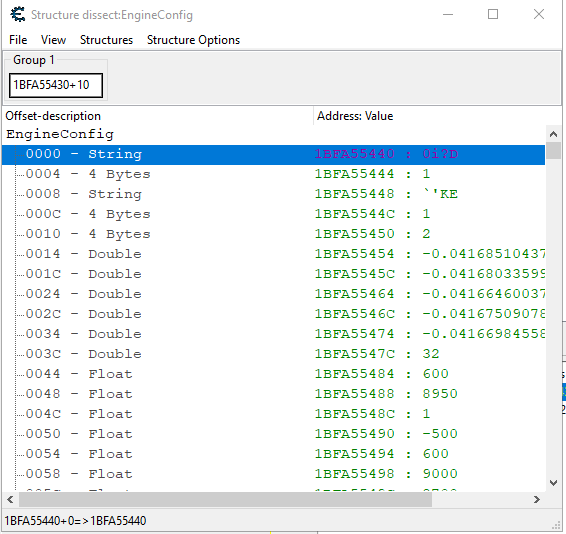 Structure dissect:EngineConfig
File View Structures Structure Options
Group 1
1BFA55430+10
Offset-description Address: Value
EngineConfig
0000 - String 1BFA55440 : 0i7D
0004 - 4 Bytes 1BFA55444 : 1
0008 - String 1BFA55448 : `'KE
000C - 4 Bytes 1BFA5544C : 1
0010 - 4 Bytes 1BFA55450 : 2
0014 - Double 1BFA55454 : -0.04168510437
001C - Double 1BFA5545C : -0.04168033599
0024 - Double 1BFA55464 : -0.04166460037
002C - Double 1BFA5546C : -0.04167509078
0034 - Double 1BFA55474 : -0.04166984558
003C - Double 1BFA5547C : 32
0044 - Float 1BFA55484 : 600
0048 - Float 1BFA55488 : 8950
004C - Float 1BFA5548C : 1
0050 - Float 1BFA55490 : -500
0054 - Float 1BFA55494 : 600
0058 - Float 1BFA55498 : 9000
1BFA55440+0=>1BFA55440